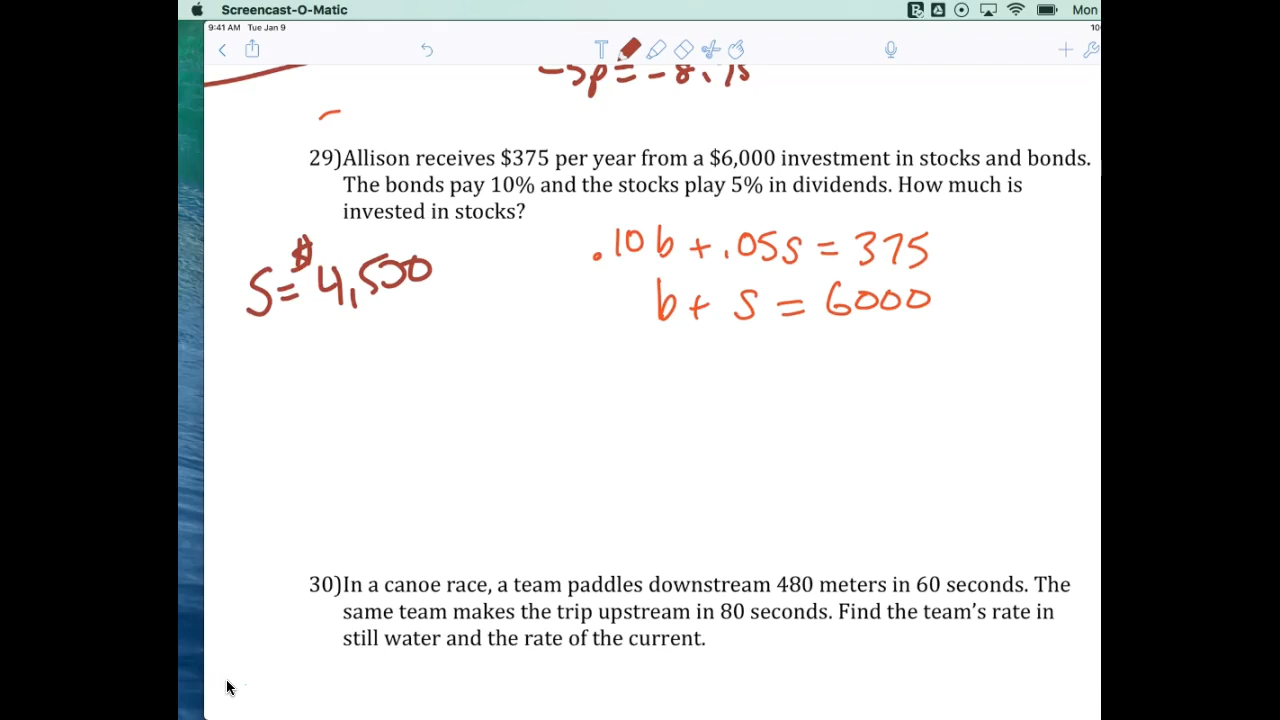 Screencast-O-Matic
Mon
9:41 AM Tue Jan 9
10
-5p = -8.75
29)Allison receives $375 per year from a $6,000 investment in stocks and bonds.
The bonds pay 10% and the stocks play 5% in dividends. How much is
invested in stocks?
.10b + .05s = 375
b + s = 6000
S = $4,500
30)In a canoe race, a team paddles downstream 480 meters in 60 seconds. The
same team makes the trip upstream in 80 seconds. Find the team's rate in
still water and the rate of the current.